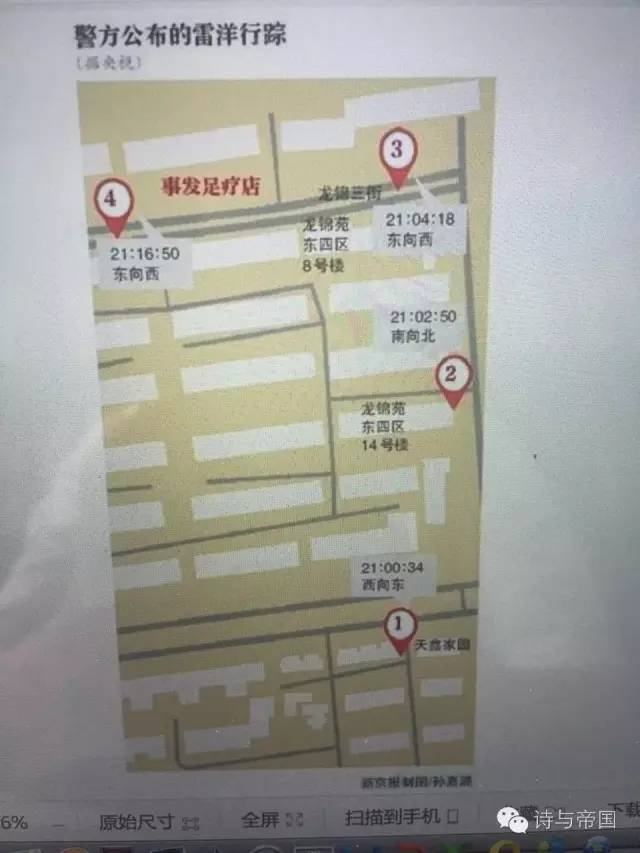 警方公布的雷洋行踪
(据央视)
3
4
事发足疗店
龙锦三街
21:04:18
东向西
21:16:50
东向西
龙锦苑
东四区
8号楼
21:02:50
南向北
2
龙锦苑
东四区
14号楼
21:00:34
西向东
1
天鑫家园
新京报制图/孙嘉潞
6%
原始尺寸
全屏
扫描到手机
藏
下载
诗与帝国